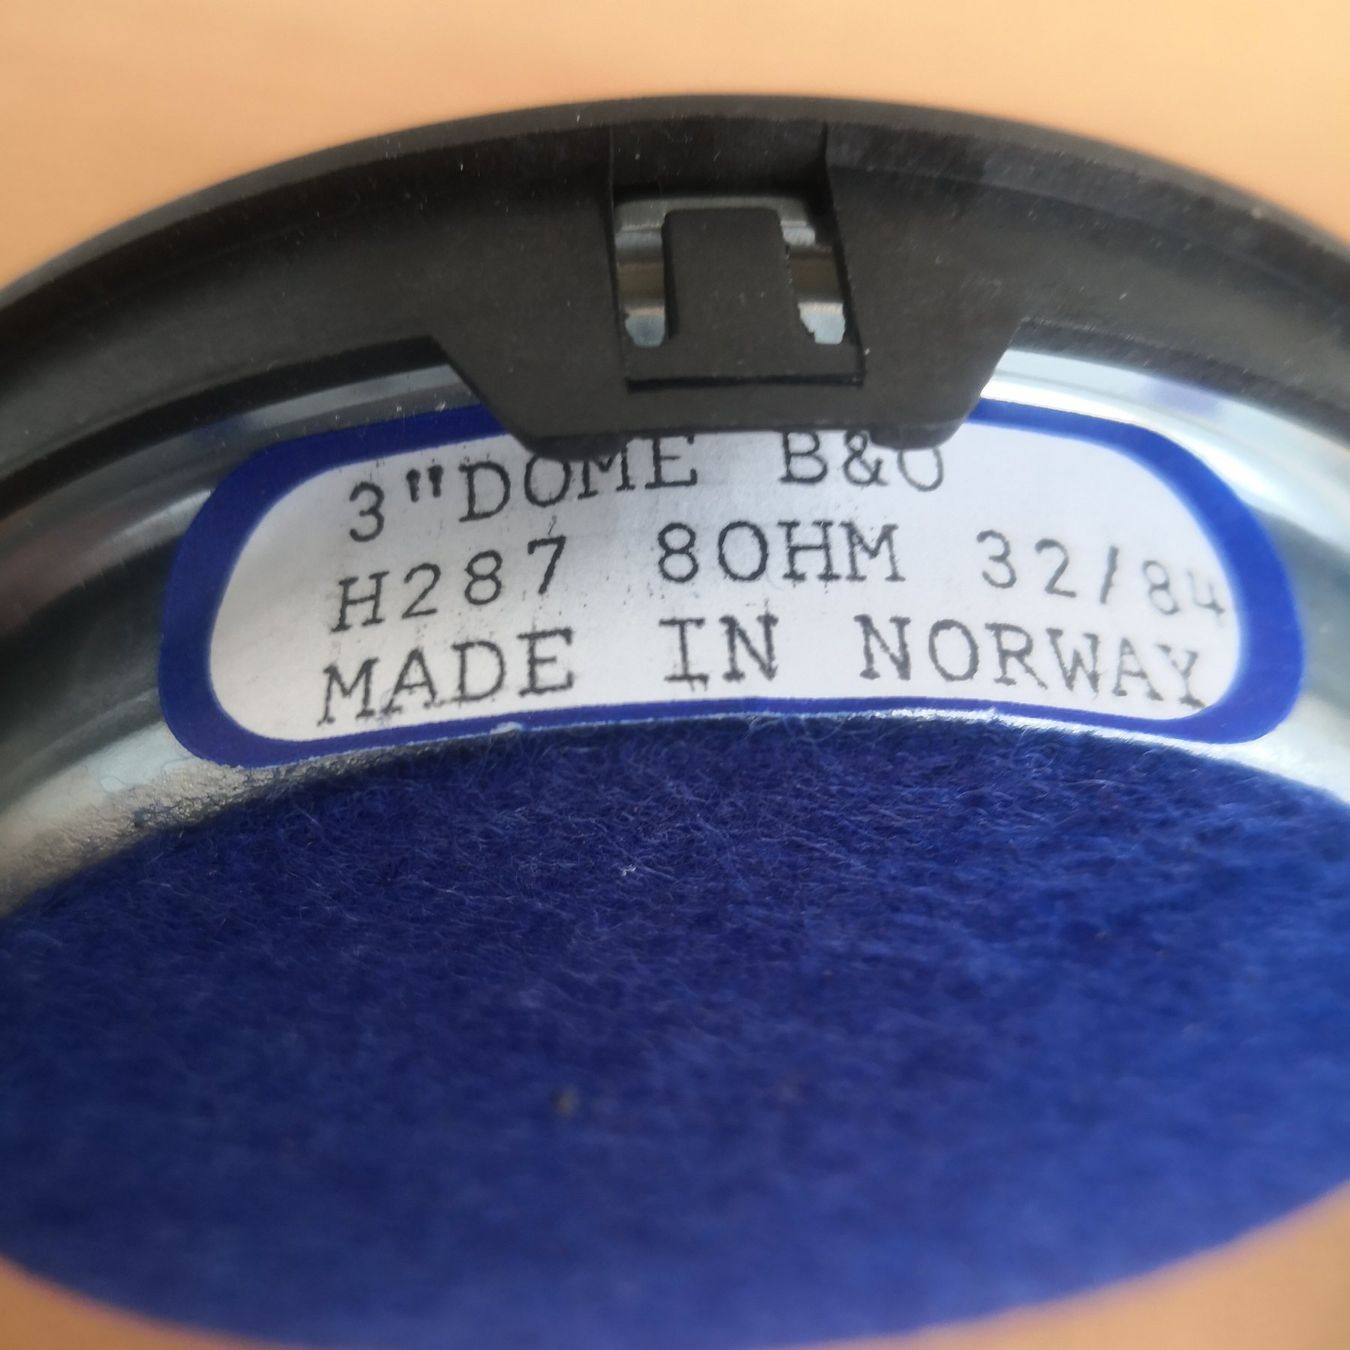 3"DOME B&O
H287 8OHM 32/84
MADE IN NORWAY